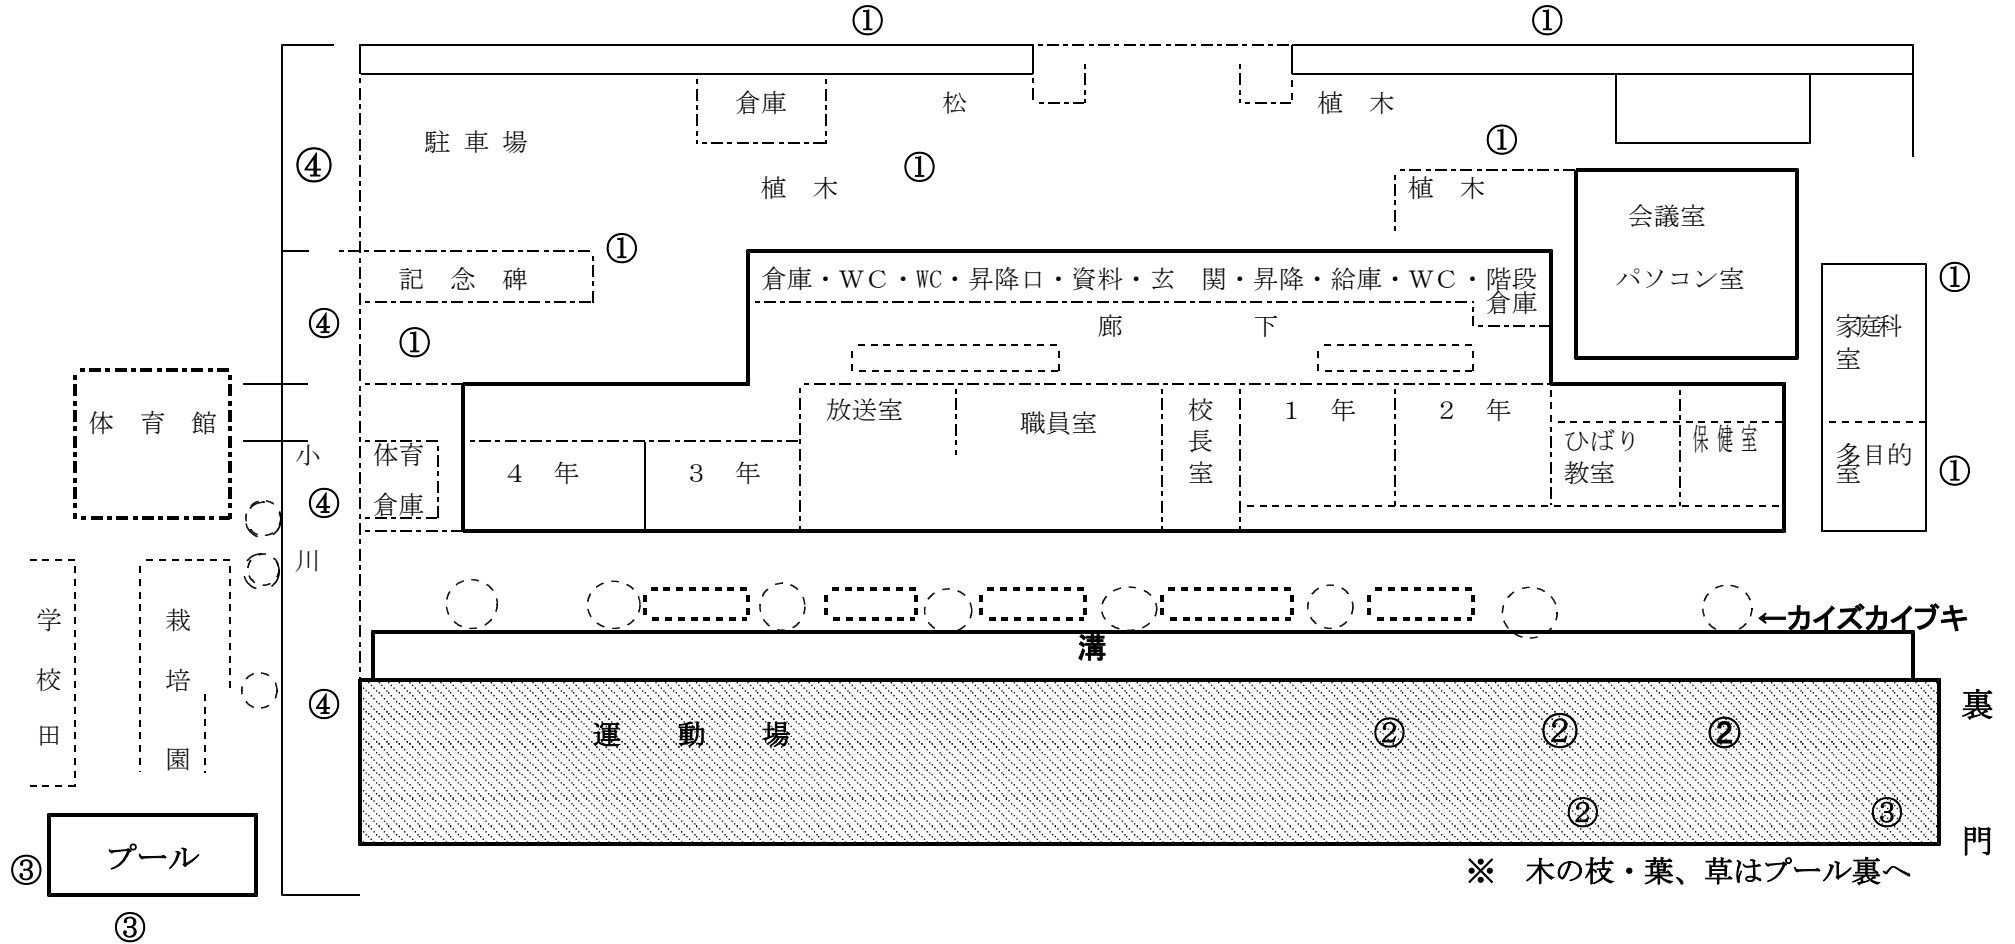 ① ①
倉庫 松 植 木
駐 車 場 ①
④ ①
植 木 植 木
会議室
① 記 念 碑
倉庫・ＷＣ・WC・昇降口・資料・玄 関・昇降・給庫・ＷＣ・階段
パソコン室 ①
倉庫
④ 廊 下
① 家庭科
室
体 育 館
放送室 職員室 校長室 １ 年 ２ 年
ひばり
教室
保健室
多目的
室 ①
小川
体育
倉庫
４ 年 ３ 年
④
学校田
栽培園
←カイズカイブキ
溝
④ 運 動 場 ② ② ② 裏門
② ③
プール
③ ※ 木の枝・葉、草はプール裏へ
③